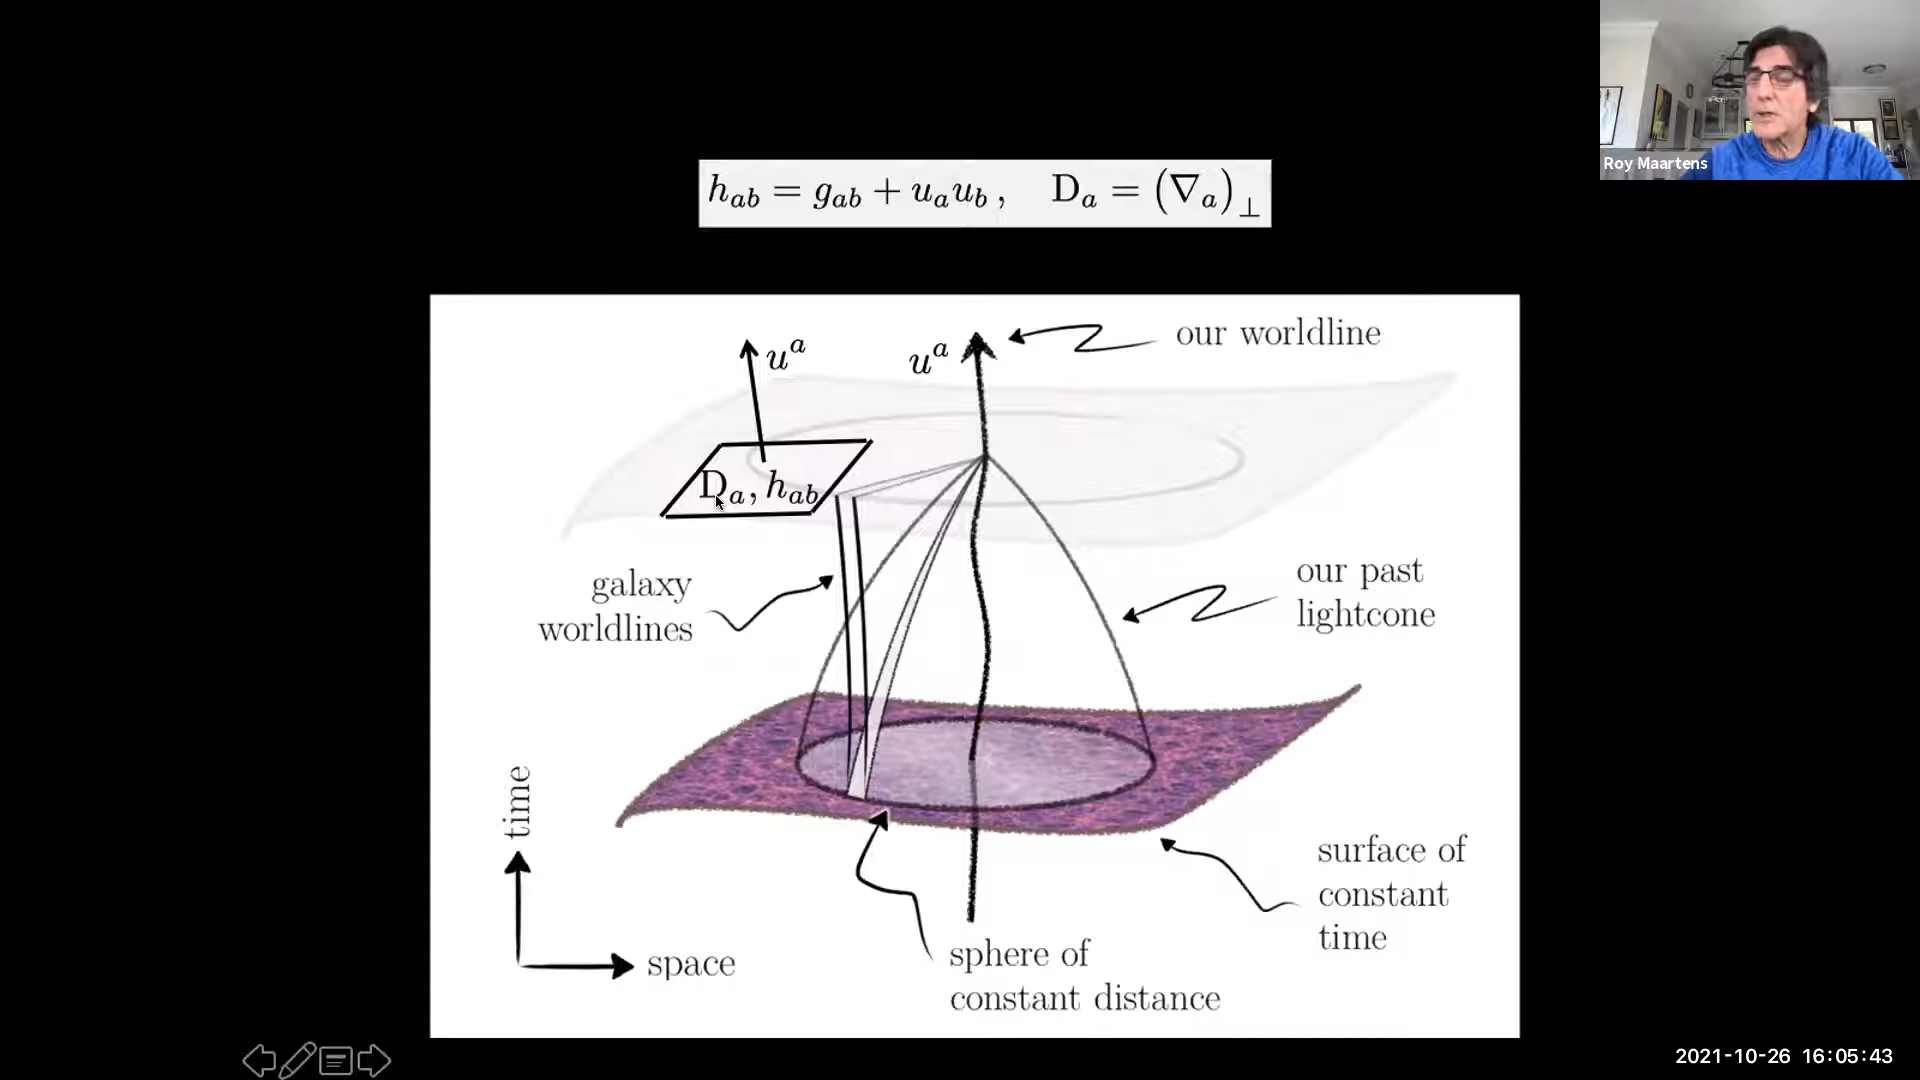 Roy Maartens
h_{ab} = g_{ab} + u_a u_b , D_a = (∇_a)_⊥
our worldline
u^a
u^a
D_a, h_{ab}
galaxy
worldlines
our past
lightcone
time
space
surface of
constant
time
sphere of
constant distance
2021-10-26 16:05:43